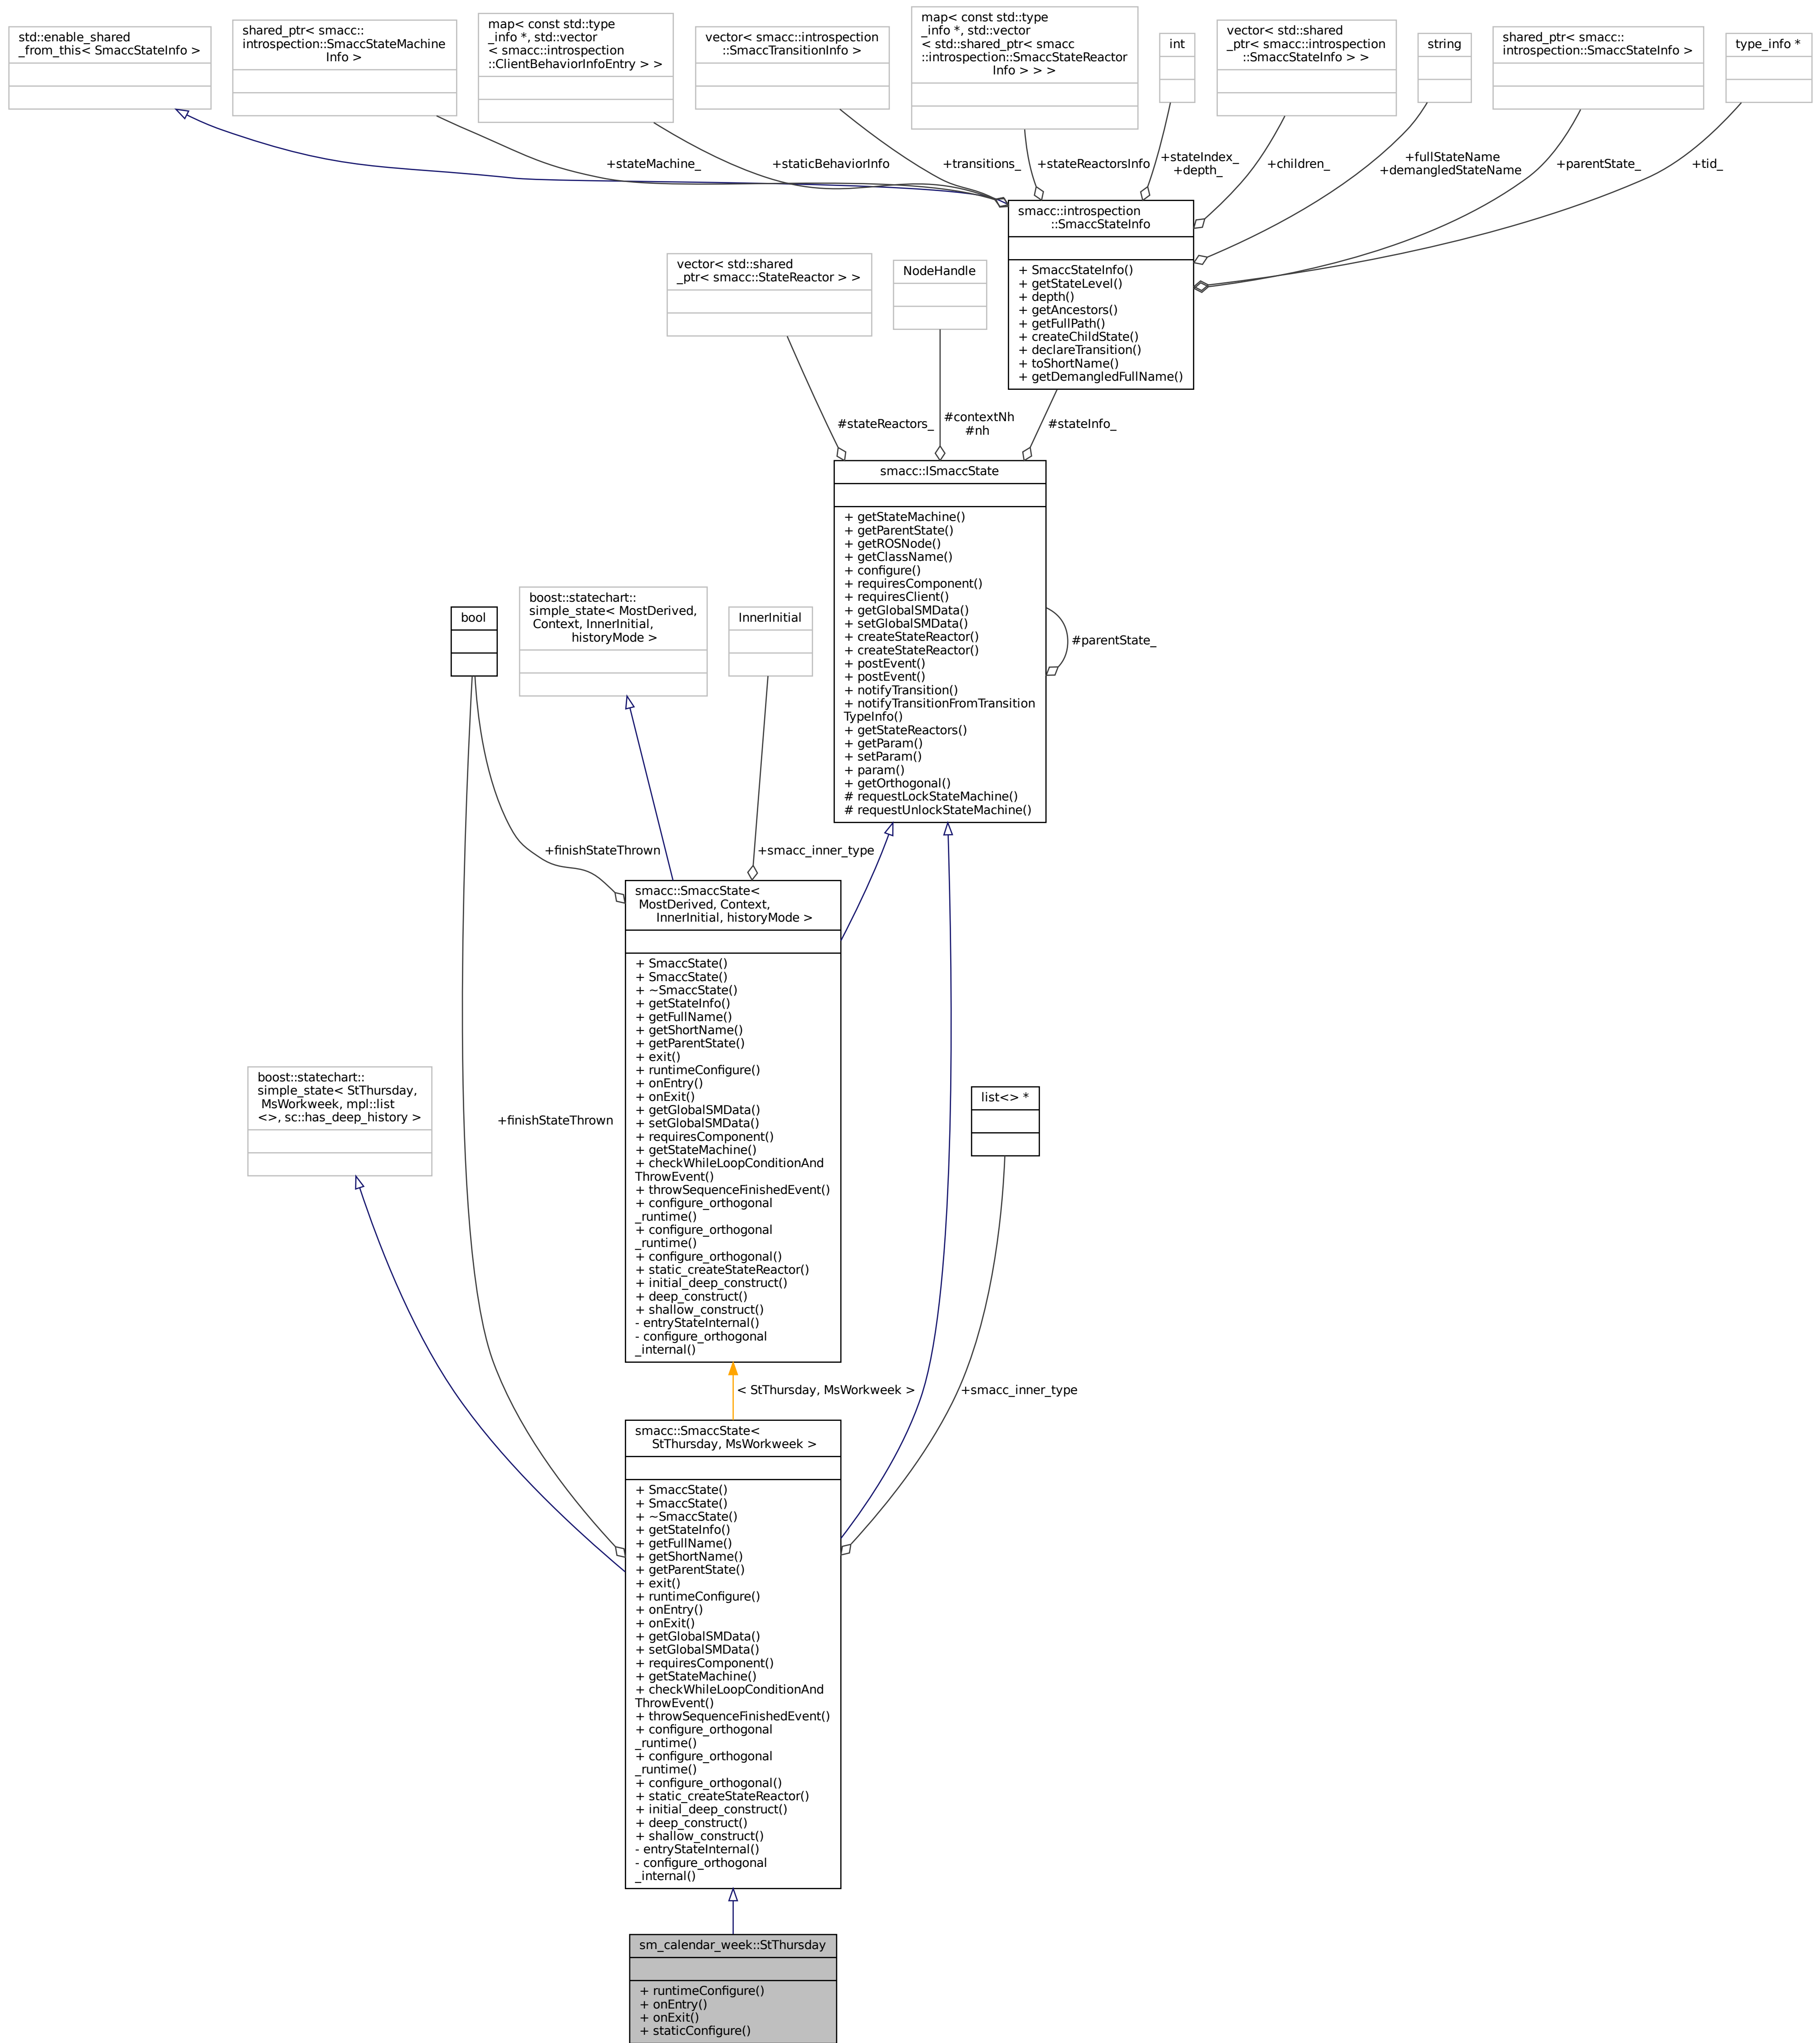 std::enable_shared
_from_this< SmaccStateInfo >
shared_ptr< smacc::
introspection::SmaccStateMachine
Info >
map< const std::type
_info *, std::vector
< smacc::introspection
::ClientBehaviorInfoEntry > >
vector< smacc::introspection
::SmaccTransitionInfo >
map< const std::type
_info *, std::vector
< std::shared_ptr< smacc
::introspection::SmaccStateReactor
Info > > >
int
vector< std::shared
_ptr< smacc::introspection
::SmaccStateInfo > >
string
shared_ptr< smacc::
introspection::SmaccStateInfo >
type_info *
+stateMachine_
+staticBehaviorInfo
+transitions_
+stateReactorsInfo
+stateIndex_
+depth_
+children_
+fullStateName
+demangledStateName
+parentState_
+tid_
smacc::introspection
::SmaccStateInfo
+ SmaccStateInfo()
+ getStateLevel()
+ depth()
+ getAncestors()
+ getFullPath()
+ createChildState()
+ declareTransition()
+ toShortName()
+ getDemangledFullName()
vector< std::shared
_ptr< smacc::StateReactor > >
NodeHandle
#stateReactors_
#contextNh
#nh
#stateInfo_
smacc::ISmaccState
+ getStateMachine()
+ getParentState()
+ getROSNode()
+ getClassName()
+ configure()
+ requiresComponent()
+ requiresClient()
+ getGlobalSMData()
+ setGlobalSMData()
+ createStateReactor()
+ createStateReactor()
+ postEvent()
+ postEvent()
+ notifyTransition()
+ notifyTransitionFromTransition
TypeInfo()
+ getStateReactors()
+ getParam()
+ setParam()
+ param()
+ getOrthogonal()
# requestLockStateMachine()
# requestUnlockStateMachine()
#parentState_
bool
boost::statechart::
simple_state< MostDerived,
Context, InnerInitial,
historyMode >
InnerInitial
+finishStateThrown
+smacc_inner_type
smacc::SmaccState<
MostDerived, Context,
InnerInitial, historyMode >
+ SmaccState()
+ SmaccState()
+ ~SmaccState()
+ getStateInfo()
+ getFullName()
+ getShortName()
+ getParentState()
+ exit()
+ runtimeConfigure()
+ onEntry()
+ onExit()
+ getGlobalSMData()
+ setGlobalSMData()
+ requiresComponent()
+ getStateMachine()
+ checkWhileLoopConditionAnd
ThrowEvent()
+ throwSequenceFinishedEvent()
+ configure_orthogonal
_runtime()
+ configure_orthogonal
_runtime()
+ configure_orthogonal()
+ static_createStateReactor()
+ initial_deep_construct()
+ deep_construct()
+ shallow_construct()
- entryStateInternal()
- configure_orthogonal
_internal()
boost::statechart::
simple_state< StThursday,
MsWorkweek, mpl::list
<>, sc::has_deep_history >
+finishStateThrown
list<> *
< StThursday, MsWorkweek >
+smacc_inner_type
smacc::SmaccState<
StThursday, MsWorkweek >
+ SmaccState()
+ SmaccState()
+ ~SmaccState()
+ getStateInfo()
+ getFullName()
+ getShortName()
+ getParentState()
+ exit()
+ runtimeConfigure()
+ onEntry()
+ onExit()
+ getGlobalSMData()
+ setGlobalSMData()
+ requiresComponent()
+ getStateMachine()
+ checkWhileLoopConditionAnd
ThrowEvent()
+ throwSequenceFinishedEvent()
+ configure_orthogonal
_runtime()
+ configure_orthogonal
_runtime()
+ configure_orthogonal()
+ static_createStateReactor()
+ initial_deep_construct()
+ deep_construct()
+ shallow_construct()
- entryStateInternal()
- configure_orthogonal
_internal()
sm_calendar_week::StThursday
+ runtimeConfigure()
+ onEntry()
+ onExit()
+ staticConfigure()